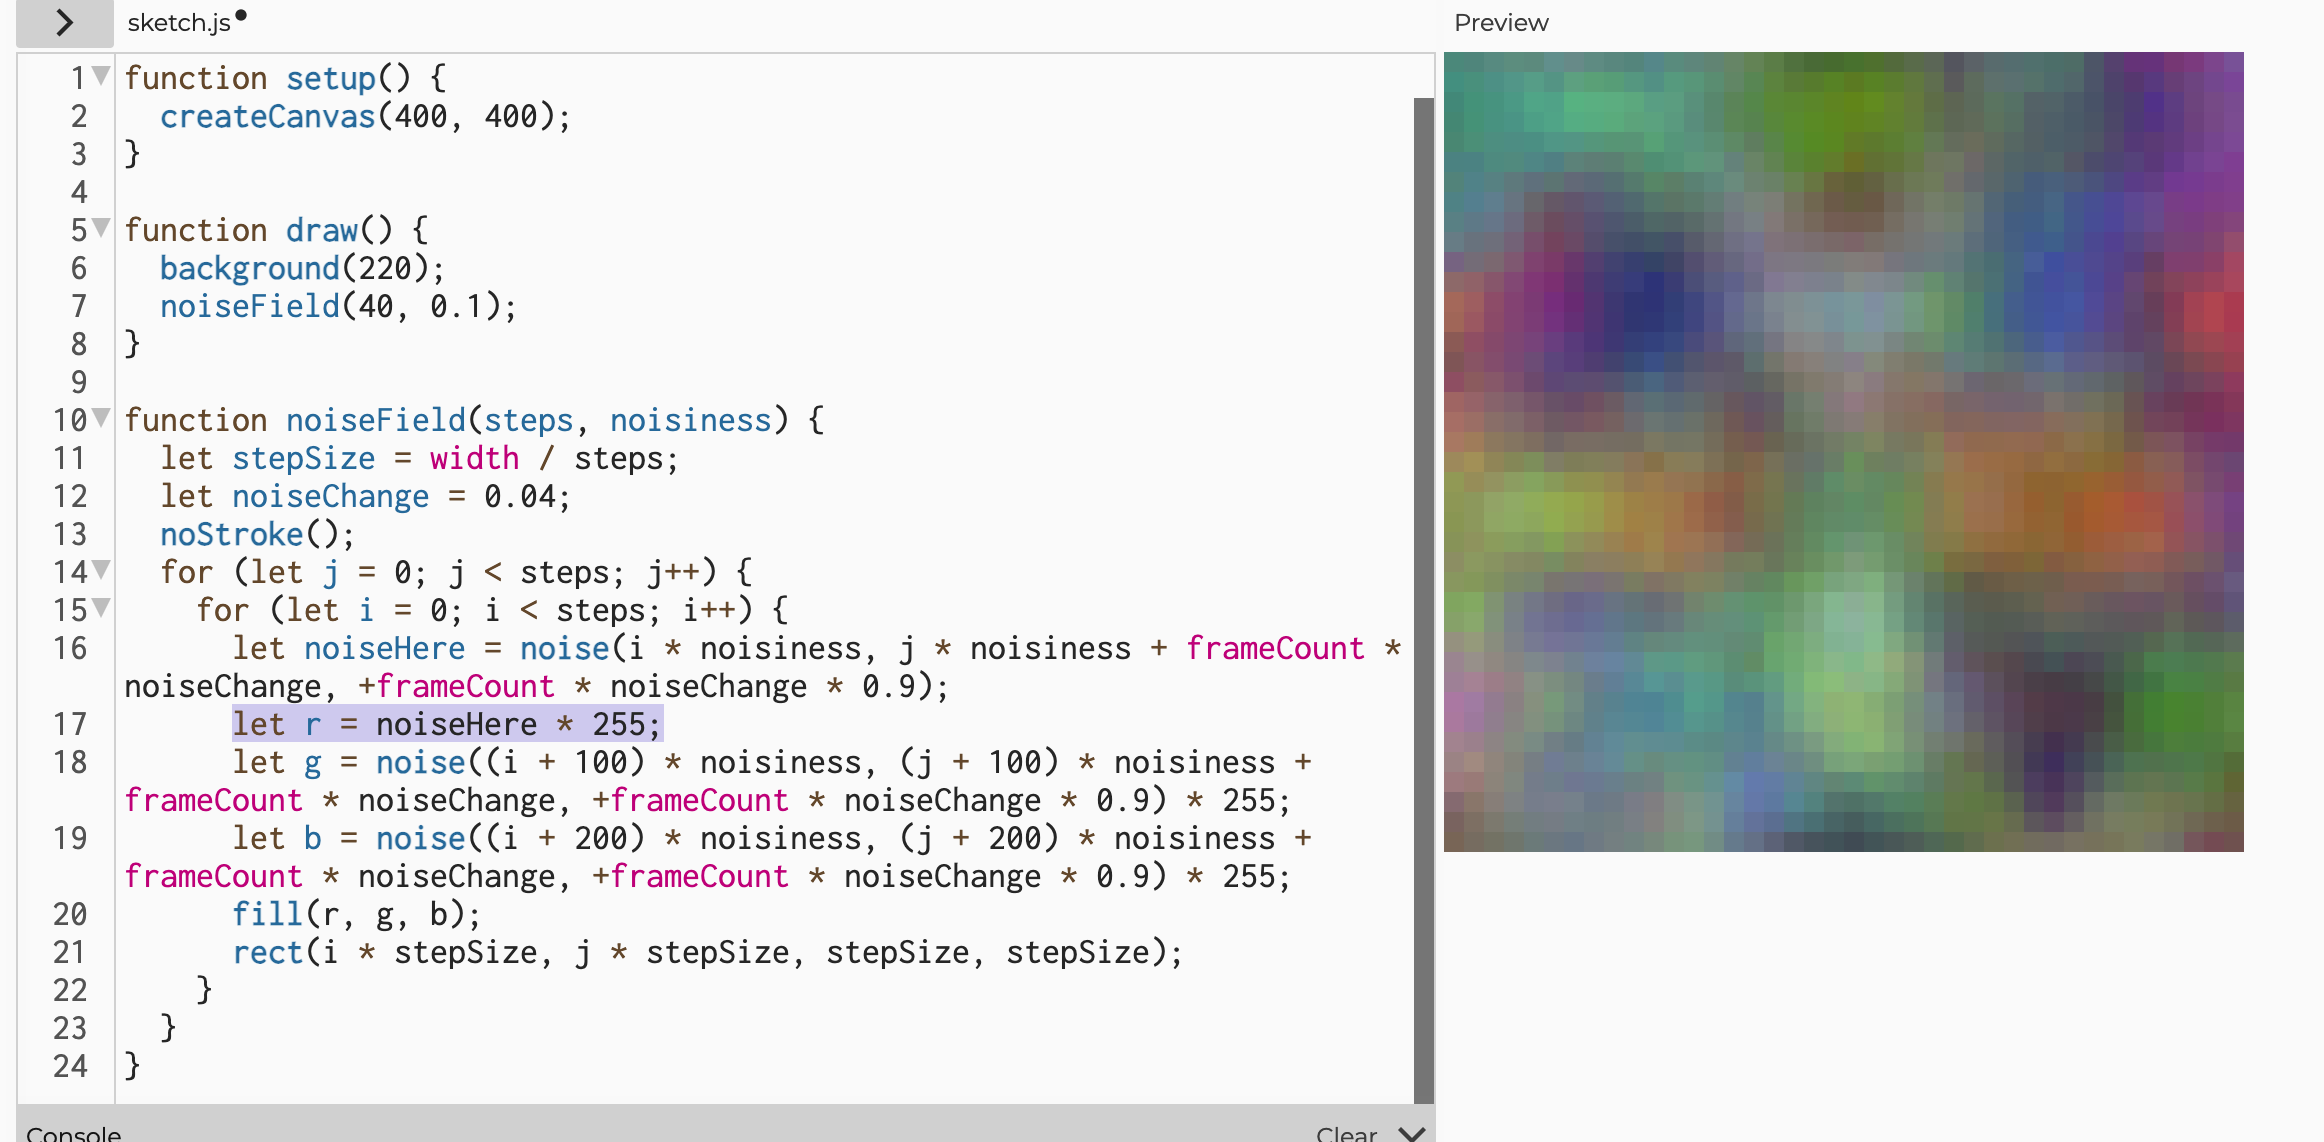 sketch.js
Preview
1 function setup() {
2 createCanvas(400, 400);
3 }
4
5 function draw() {
6 background(220);
7 noiseField(40, 0.1);
8 }
9
10 function noiseField(steps, noisiness) {
11 let stepSize = width / steps;
12 let noiseChange = 0.04;
13 noStroke();
14 for (let j = 0; j < steps; j++) {
15 for (let i = 0; i < steps; i++) {
16 let noiseHere = noise(i * noisiness, j * noisiness + frameCount *
noiseChange, +frameCount * noiseChange * 0.9);
17 let r = noiseHere * 255;
18 let g = noise((i + 100) * noisiness, (j + 100) * noisiness +
frameCount * noiseChange, +frameCount * noiseChange * 0.9) * 255;
19 let b = noise((i + 200) * noisiness, (j + 200) * noisiness +
frameCount * noiseChange, +frameCount * noiseChange * 0.9) * 255;
20 fill(r, g, b);
21 rect(i * stepSize, j * stepSize, stepSize, stepSize);
22 }
23 }
24 }
Console
Clear